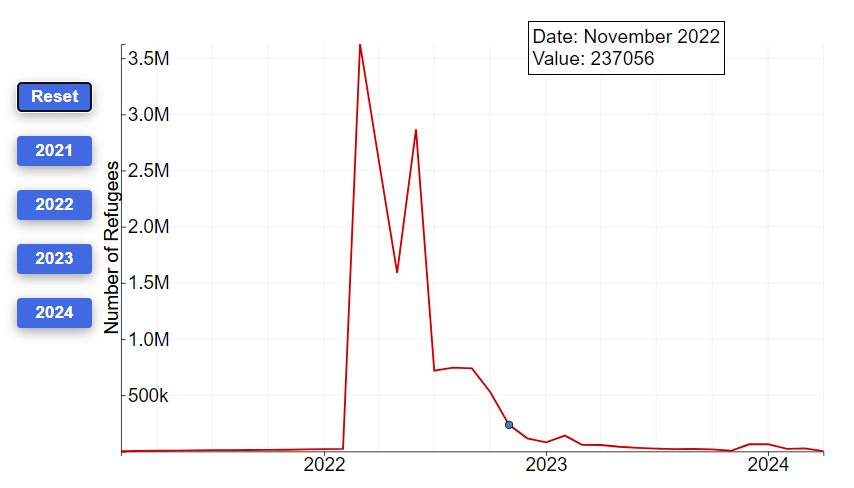 Date: November 2022
Value: 237056
Reset
2021
2022
2023
2024
Number of Refugees
3.5M
3.0M
2.5M
2.0M
1.5M
1.0M
500k
2022
2023
2024